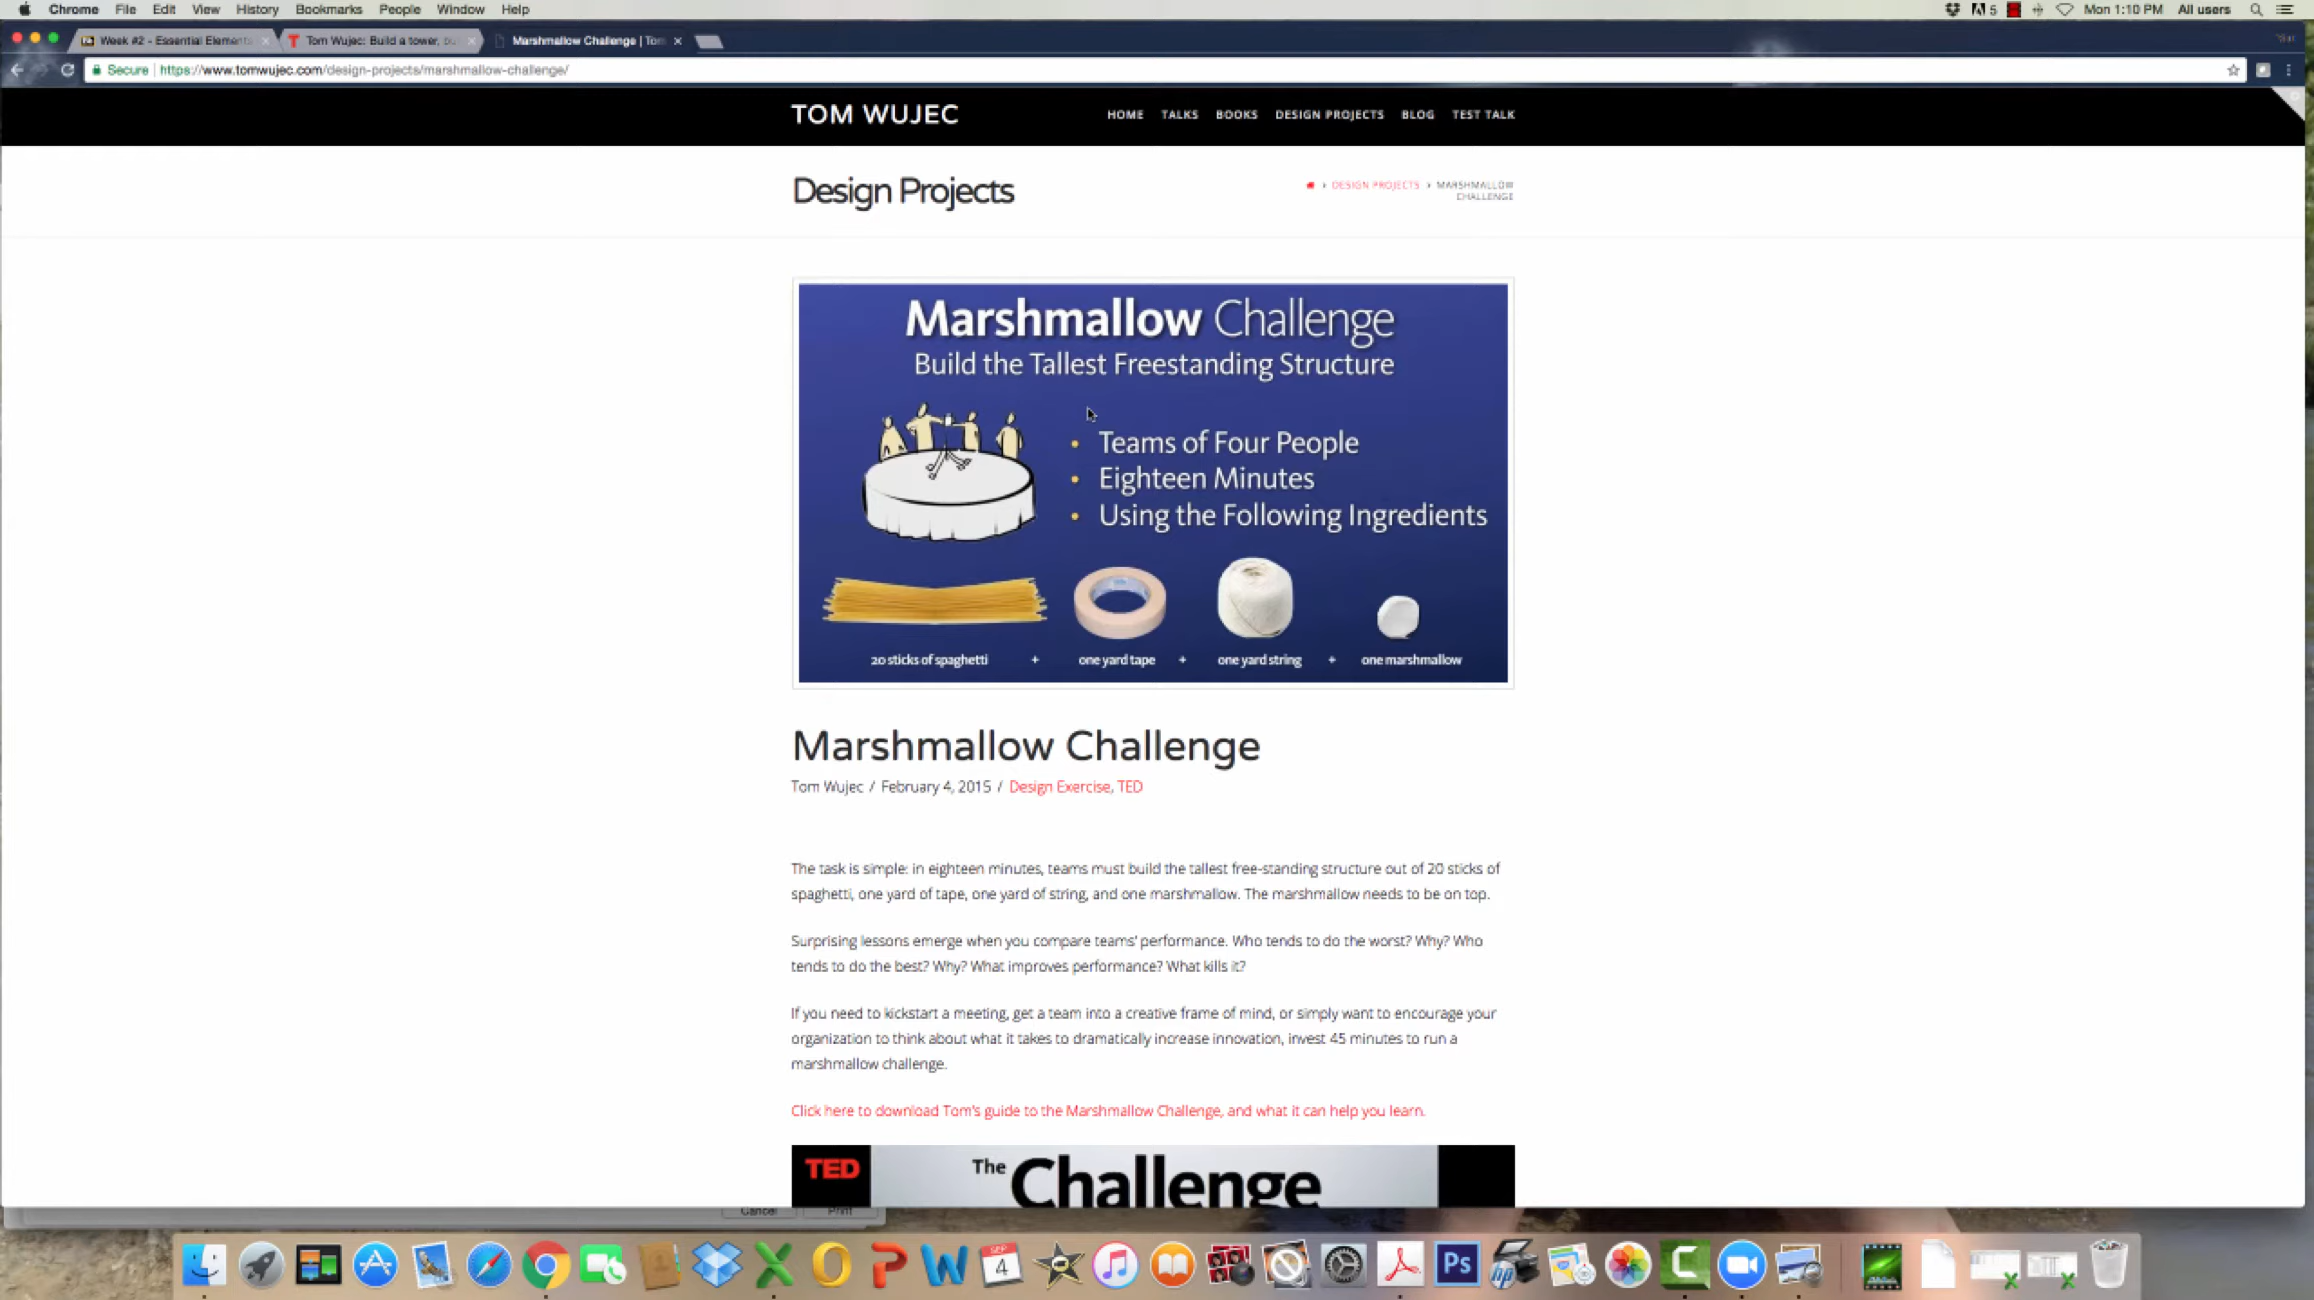 Chrome File Edit View History Bookmarks People Window Help
5 Mon 1:10 PM All users
Week #2 - Essential Element
Tom Wujec: Build a tower,
Marshmallow Challenge | Tom
Secure https://www.tomwujec.com/design-projects/marshmallow-challenge/
TOM WUJEC
HOME TALKS BOOKS DESIGN PROJECTS BLOG TEST TALK
Design Projects
› DESIGN PROJECTS › MARSHMALLOW
CHALLENGE
Marshmallow Challenge
Build the Tallest Freestanding Structure
• Teams of Four People
• Eighteen Minutes
• Using the Following Ingredients
20 sticks of spaghetti + one yard tape + one yard string + one marshmallow
Marshmallow Challenge
Tom Wujec / February 4, 2015 / Design Exercise, TED
The task is simple: in eighteen minutes, teams must build the tallest free-standing structure out of 20 sticks of
spaghetti, one yard of tape, one yard of string, and one marshmallow. The marshmallow needs to be on top.
Surprising lessons emerge when you compare teams' performance. Who tends to do the worst? Why? Who
tends to do the best? Why? What improves performance? What kills it?
If you need to kickstart a meeting, get a team into a creative frame of mind, or simply want to encourage your
organization to think about what it takes to dramatically increase innovation, invest 45 minutes to run a
marshmallow challenge.
Click here to download Tom's guide to the Marshmallow Challenge, and what it can help you learn.
TED
The Challenge
Cancel Print
SEP
4
Ps
hp